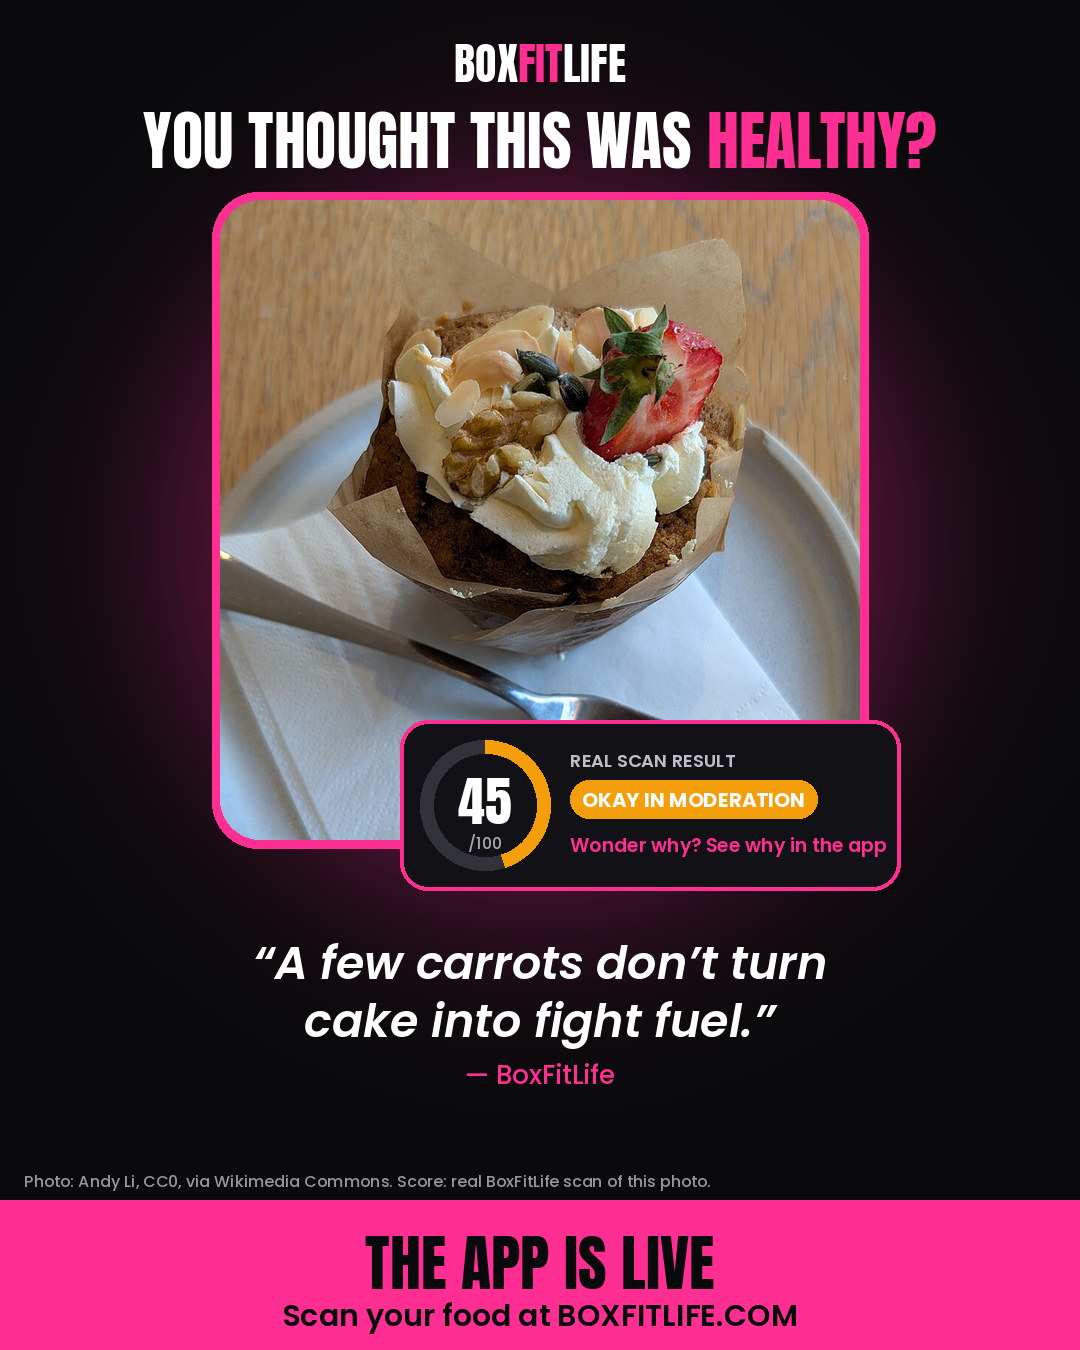 BOXFITLIFE
YOU THOUGHT THIS WAS HEALTHY?
45
/100
REAL SCAN RESULT
OKAY IN MODERATION
Wonder why? See why in the app
“A few carrots don’t turn
cake into fight fuel.”
— BoxFitLife
Photo: Andy Li, CC0, via Wikimedia Commons. Score: real BoxFitLife scan of this photo.
THE APP IS LIVE
Scan your food at BOXFITLIFE.COM